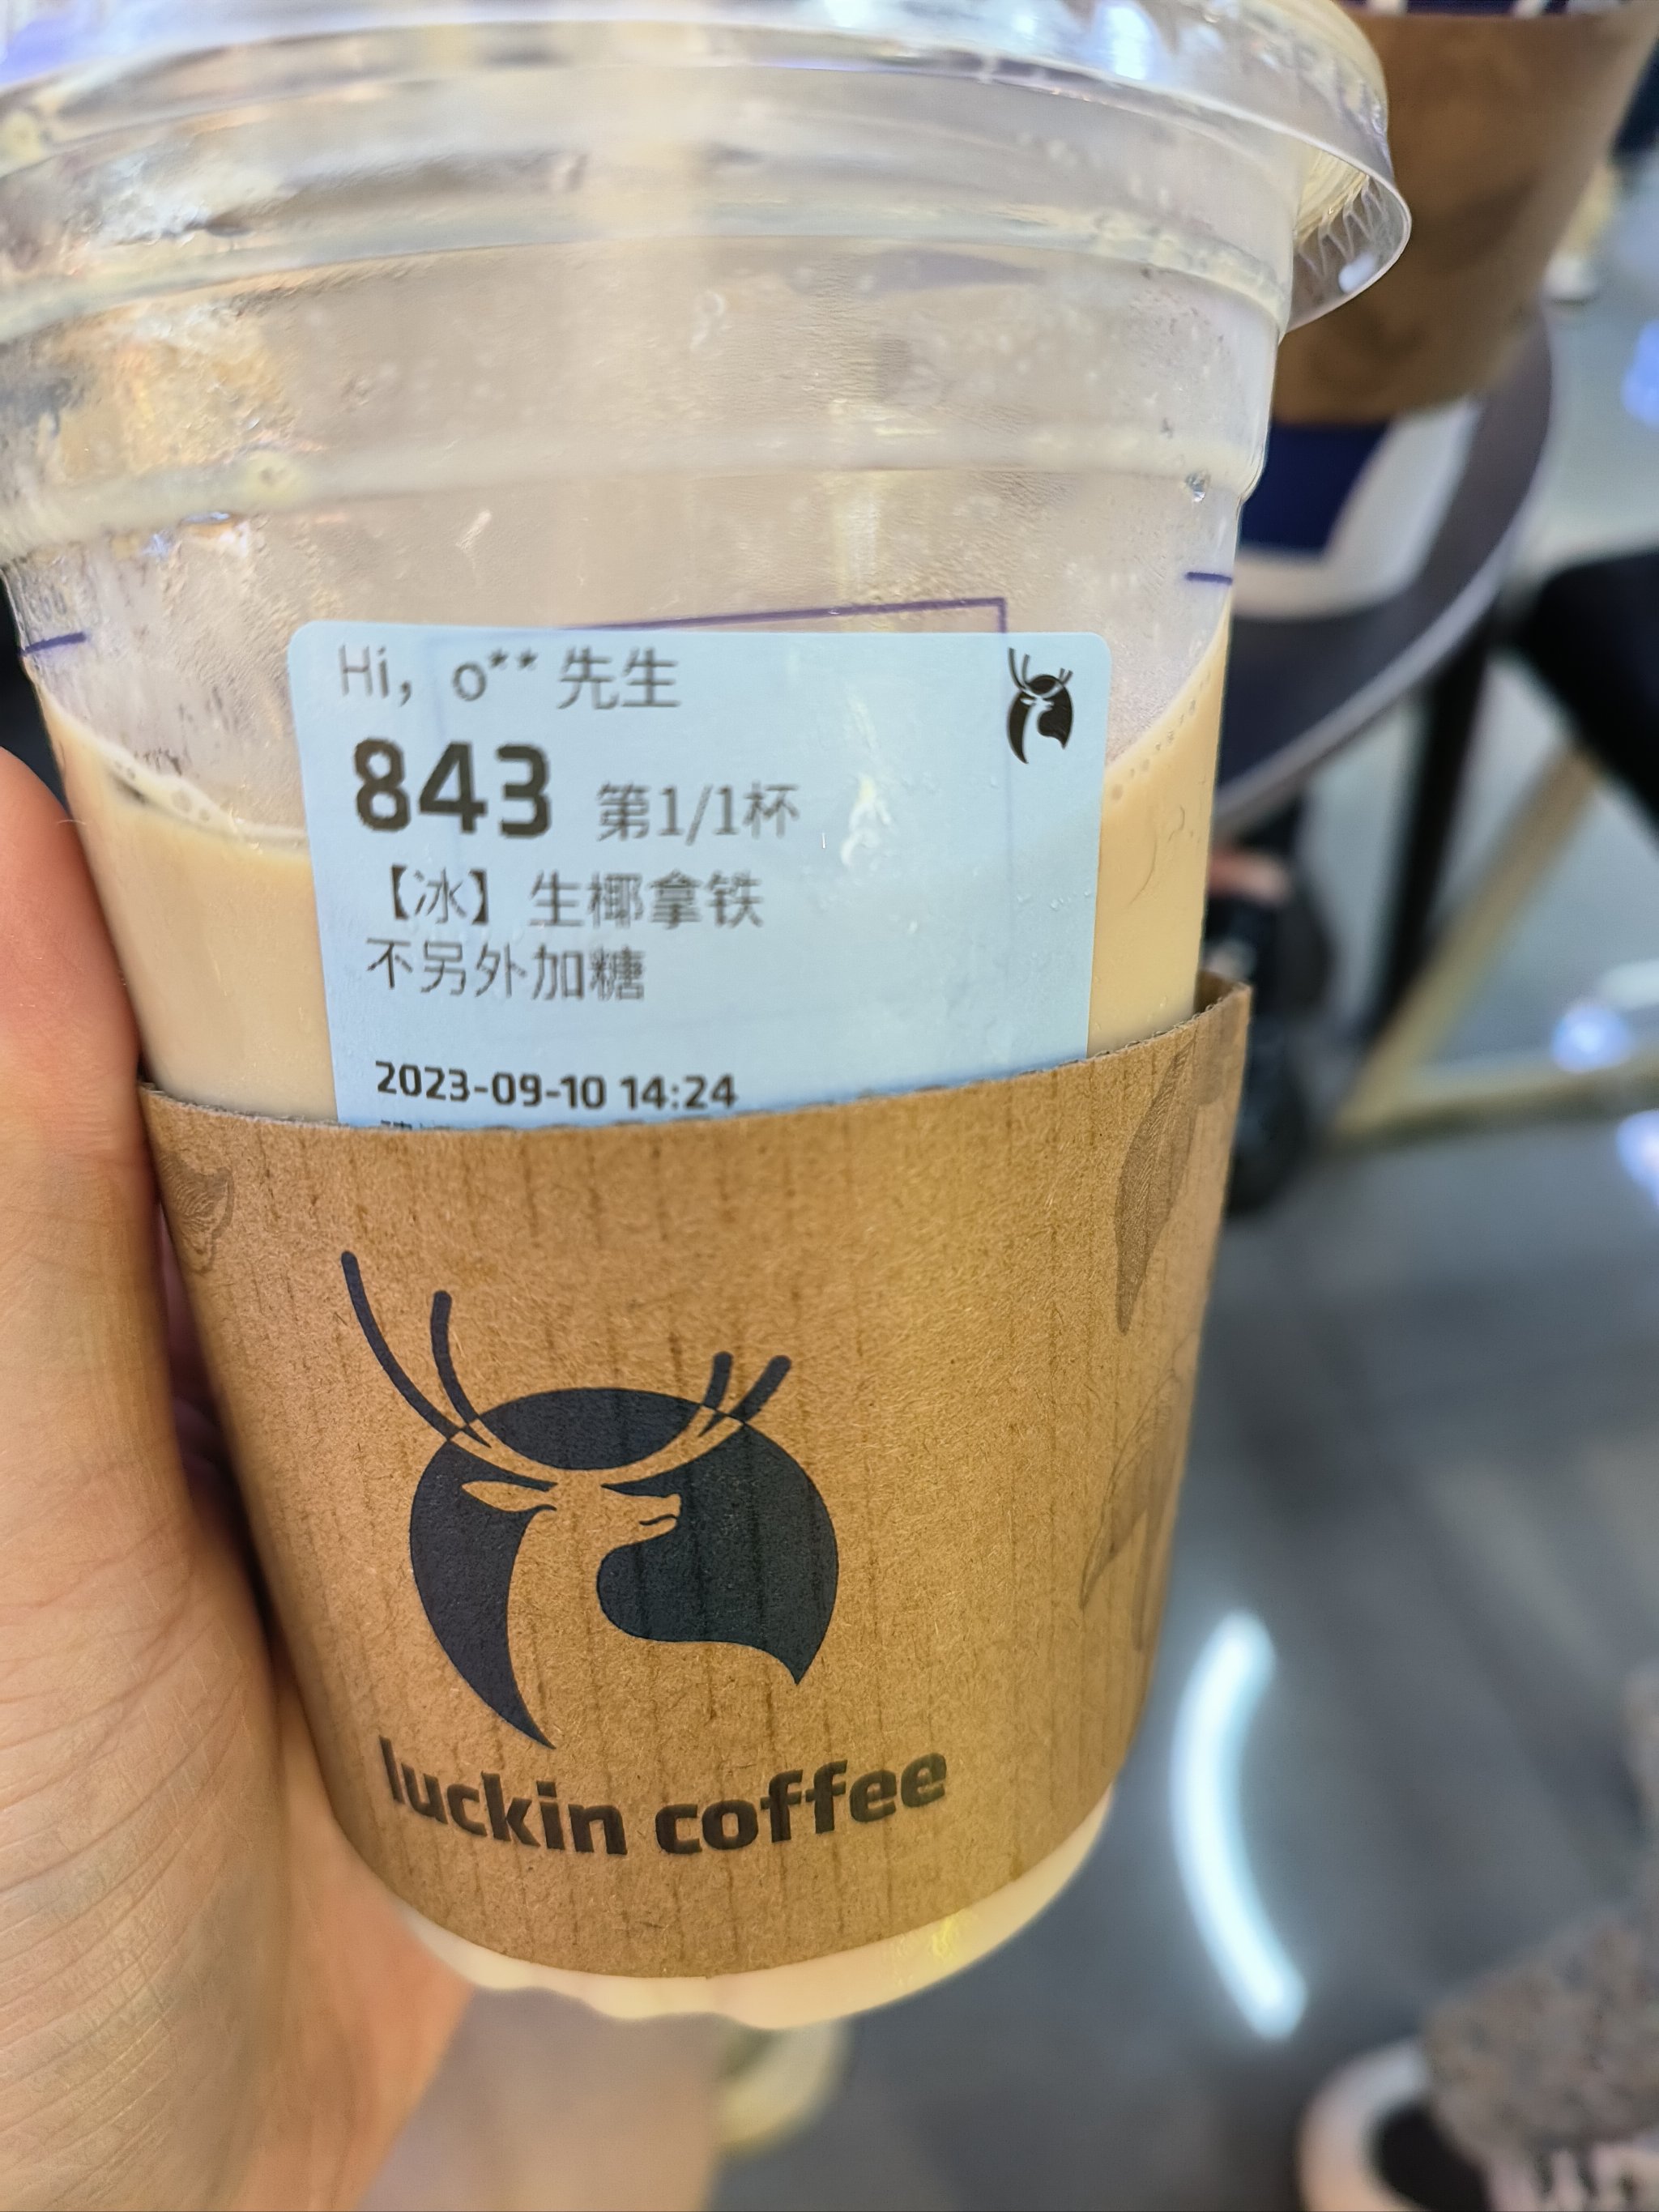 Hi, o** 先生
843 第1/1杯
【冰】 生椰拿铁
不另外加糖
2023-09-10 14:24
luckin coffee